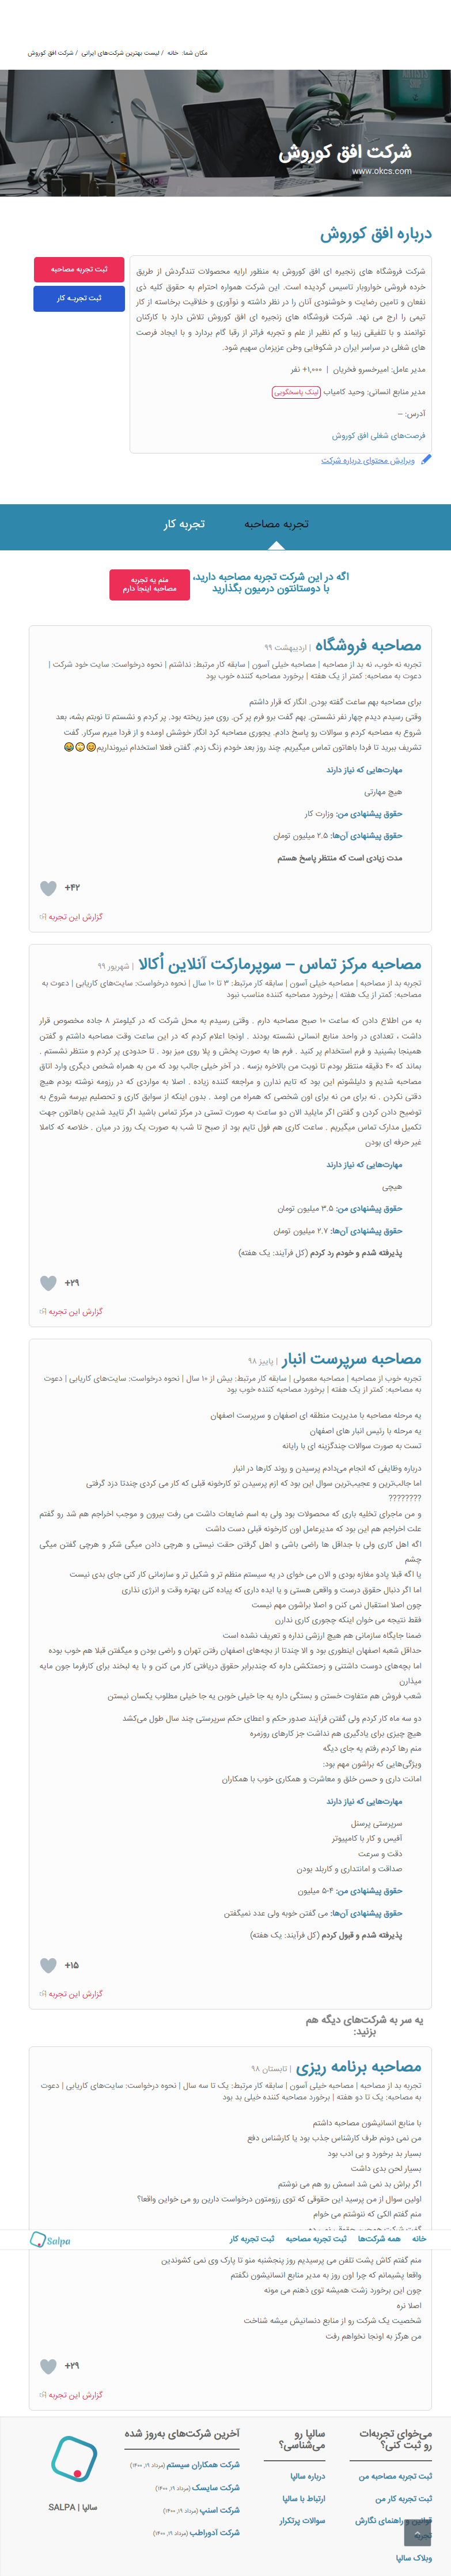 مکان شما: خانه / لیست بهترین شرکت‌های ایرانی / شرکت افق کوروش
شرکت افق کوروش
www.okcs.com
درباره افق کوروش
شرکت فروشگاه های زنجیره ای افق کوروش به منظور ارایه محصولات تندگردش از طریق
خرده فروشی خواروبار تاسیس گردیده است. این شرکت همواره احترام به حقوق کلیه ذی
نفعان و تامین رضایت و خوشنودی آنان را در نظر داشته و نوآوری و خلاقیت برخاسته از کار
تیمی را ارج می نهد. شرکت فروشگاه های زنجیره ای افق کوروش تلاش دارد با کارکنان
توانمند و با تلفیقی زیبا و کم نظیر از علم و تجربه فراتر از رقبا گام بردارد و با ایجاد فرصت
های شغلی در سراسر ایران در شکوفایی وطن عزیزمان سهیم شود.
مدیر عامل: امیرخسرو فخریان | ۱,۰۰۰+ نفر
مدیر منابع انسانی: وحید کامیاب لینک پاسخگویی
آدرس: –
فرصت‌های شغلی افق کوروش
ثبت تجربه مصاحبه
ثبت تجربـه کار
ویرایش محتوای درباره شرکت
تجربه مصاحبه
تجربه کار
اگه در این شرکت تجربه مصاحبه دارید،
با دوستانتون درمیون بگذارید
منم یه تجربه
مصاحبه اینجا دارم
مصاحبه فروشگاه | اردیبهشت ۹۹
تجربه نه خوب، نه بد از مصاحبه | مصاحبه خیلی آسون | سابقه کار مرتبط: نداشتم | نحوه درخواست: سایت خود شرکت |
دعوت به مصاحبه: کمتر از یک هفته | برخورد مصاحبه کننده خوب بود
برای مصاحبه بهم ساعت گفته بودن. انگار که قرار داشتم
وقتی رسیدم دیدم چهار نفر نشستن. بهم گفت برو فرم پر کن. روی میز ریخته بود. پر کردم و نشستم تا نوبتم بشه، بعد
شروع به مصاحبه کردم و سوالات رو پاسخ دادم. یجوری مصاحبه کرد انگار خوشش اومده و از فردا میرم سرکار. گفت
تشریف ببرید تا فردا باهاتون تماس میگیریم. چند روز بعد خودم زنگ زدم. گفتن فعلا استخدام نیرونداریم
مهارت‌هایی که نیاز دارند
هیچ مهارتی
حقوق پیشنهادی من: وزارت کار
حقوق پیشنهادی آن‌ها: ۲.۵ میلیون تومان
مدت زیادی است که منتظر پاسخ هستم
+۴۲
گزارش این تجربه
مصاحبه مرکز تماس – سوپرمارکت آنلاین اُکالا | شهریور ۹۹
تجربه بد از مصاحبه | مصاحبه خیلی آسون | سابقه کار مرتبط: ۳ تا ۱۰ سال | نحوه درخواست: سایت‌های کاریابی | دعوت به
مصاحبه: کمتر از یک هفته | برخورد مصاحبه کننده مناسب نبود
به من اطلاع دادن که ساعت ۱۰ صبح مصاحبه دارم . وقتی رسیدم به محل شرکت که در کیلومتر ۸ جاده مخصوص قرار
داشت ، تعدادی در واحد منابع انسانی نشسته بودند . اونجا اعلام کردم که در این ساعت وقت مصاحبه داشتم و گفتن
همینجا بشینید و فرم استخدام پر کنید . فرم ها به صورت پخش و پلا روی میز بود . تا حدودی پر کردم و منتظر نشستم .
بماند که ۴۰ دقیقه منتظر بودم تا نوبت من بالاخره بزسه . در آخر خیلی جالب بود که من به همراه شخص دیگری وارد اتاق
مصاحبه شدیم و دلیلشونم این بود که تایم ندارن و مراجعه کننده زیاده . اصلا به مواردی که در رزومه نوشته بودم هیچ
دقتی نکردن . نه برای من نه برای اون شخصی که همراه من اومد . بدون اینکه از سوابق کاری و تحصلیم بپرسه شروع به
توضیح دادن کردن و گفتن اگر مایلید الان دو ساعت به صورت تستی در مرکز تماس باشید اگر تایید شدین باهاتون جهت
تکمیل مدارک تماس میگیریم . ساعت کاری هم فول تایم بود از صبح تا شب به صورت یک روز در میان . خلاصه که کاملا
غیر حرفه ای بودن
مهارت‌هایی که نیاز دارند
هیچی
حقوق پیشنهادی من: ۳.۵ میلیون تومان
حقوق پیشنهادی آن‌ها: ۲.۷ میلیون تومان
پذیرفته شدم و خودم رد کردم (کل فرآیند: یک هفته)
+۲۹
گزارش این تجربه
مصاحبه سرپرست انبار | پاییز ۹۸
تجربه خوب از مصاحبه | مصاحبه معمولی | سابقه کار مرتبط: بیش از ۱۰ سال | نحوه درخواست: سایت‌های کاریابی | دعوت
به مصاحبه: کمتر از یک هفته | برخورد مصاحبه کننده خوب بود
یه مرحله مصاحبه با مدیریت منطقه ای اصفهان و سرپرست اصفهان
یه مرحله با رئیس انبار های اصفهان
تست به صورت سوالات چندگزینه ای با رایانه
درباره وظایفی که انجام می‌دادم پرسیدن و روند کارها در انبار
اما جالب‌ترین و عجیب‌ترین سوال این بود که ازم پرسیدن تو کارخونه قبلی که کار می کردی چندتا دزد گرفتی
????????
و من ماجرای تخلیه باری که محصولات بود ولی به اسم ضایعات داشت می رفت بیرون و موجب اخراجم هم شد رو گفتم
علت اخراجم هم این بود که مدیرعامل اون کارخونه قبلی دست داشت
اگه اهل کاری ولی با جداقل ها راضی باشی و اهل گرفتن حقت نیستی و هرچی دادن میگی شکر و هرچی گفتن میگی
چشم
یا اگه قبلا پادو مغازه بودی و الان می خوای در یه سیستم منظم تر و شکیل تر و سازمانی کار کنی جای بدی نیست
اما اگر دنبال حقوق درست و واقعی هستی و یا ایده داری که پیاده کنی بهتره وقت و انرژی نذاری
چون اصلا استقبال نمی کنن و اصلا براشون مهم نیست
فقط نتیجه می خوان اینکه چجوری کاری ندارن
ضمنا جایگاه سازمانی هم هیچ ارزشی نداره و تعریف نشده است
حداقل شعبه اصفهان اینطوری بود و الا چندتا از بچه‌های اصفهان رفتن تهران و راضی بودن و میگفتن قبلا هم خوب بوده
اما بچه‌های دوست داشتنی و زحمتکشی داره که چندبرابر حقوق دریافتی کار می کنن و با یه لبخند برای کارفرما جون مایه
میذارن
شعب فروش هم متفاوت خستن و بستگی داره یه جا خیلی خوبن یه جا خیلی مطلوب یکسان نیستن
دو سه ماه کار کردم ولی گفتن فرآیند صدور حکم و اعطای حکم سرپرستی چند سال طول می‌کشد
هیچ چیزی برای یادگیری هم نداشت جز کارهای روزمره
منم رها کردم رفتم یه جای دیگه
ویژگی‌هایی که براشون مهم بود:
امانت داری و حسن خلق و معاشرت و همکاری خوب با همکاران
مهارت‌هایی که نیاز دارند
سرپرستی پرسنل
آفیس و کار با کامپیوتر
دقت و سرعت
صداقت و امانتداری و کاربلد بودن
حقوق پیشنهادی من: ۴-۵ میلیون
حقوق پیشنهادی آن‌ها: می گفتن خوبه ولی عدد نمیگفتن
پذیرفته شدم و قبول کردم (کل فرآیند: یک هفته)
+۱۵
گزارش این تجربه
یه سر به شرکت‌های دیگه هم
بزنید:
مصاحبه برنامه ریزی | تابستان ۹۸
تجربه بد از مصاحبه | مصاحبه خیلی آسون | سابقه کار مرتبط: یک تا سه سال | نحوه درخواست: سایت‌های کاریابی | دعوت
به مصاحبه: یک تا دو هفته | برخورد مصاحبه کننده خیلی بد بود
با منابع انسانیشون مصاحبه داشتم
من نمی دونم طرف کارشناس جذب بود یا کارشناس دفع
بسیار بد برخورد و بی ادب بود
بسیار لحن بدی داشت
اگر براش بد نمی شد اسمش رو هم می نوشتم
اولین سوال از من پرسید این حقوقی که توی رزومتون درخواست دارین رو می خواین واقعا؟
منم گفتم الکی که ننوشتم می خوام
خانه
همه شرکت‌ها
ثبت تجربه مصاحبه
ثبت تجربه کار
Salpa
منم گفتم کاش پشت تلفن می پرسیدیم روز پنجشنبه منو تا پارک وی نمی کشوندین
واقعا پشیمانم که چرا اون روز به مدیر منابع انسانیشون نگفتم
چون این برخورد زشت همیشه توی ذهنم می مونه
اصلا نره
شخصیت یک شرکت رو از منابع دنسانیش میشه شناخت
من هرگز به اونجا نخواهم رفت
+۲۹
گزارش این تجربه
می‌خوای تجربه‌ات
رو ثبت کنی؟
ثبت تجربه مصاحبه من
ثبت تجربه کار من
قوانین و راهنمای نگارش
تجربه
وبلاگ سالپا
سالپا رو
می‌شناسی؟
درباره سالپا
ارتباط با سالپا
سوالات پرتکرار
آخرین شرکت‌های به‌روز شده
شرکت همکاران سیستم (مرداد ۱۹, ۱۴۰۰)
شرکت سابسک (مرداد ۱۹, ۱۴۰۰)
شرکت اسنپ (مرداد ۱۹, ۱۴۰۰)
شرکت آدوراطب (مرداد ۱۹, ۱۴۰۰)
سالپا | SALPA